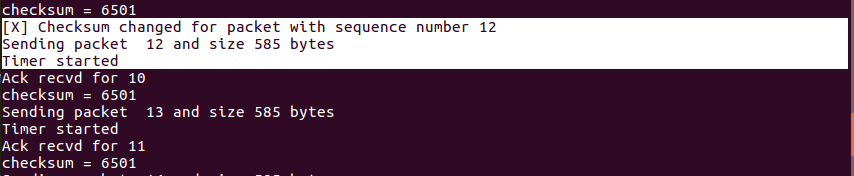 checksum = 6501
[X] Checksum changed for packet with sequence number 12
Sending packet  12 and size 585 bytes
Timer started
Ack recvd for 10
checksum = 6501
Sending packet  13 and size 585 bytes
Timer started
Ack recvd for 11
checksum = 6501